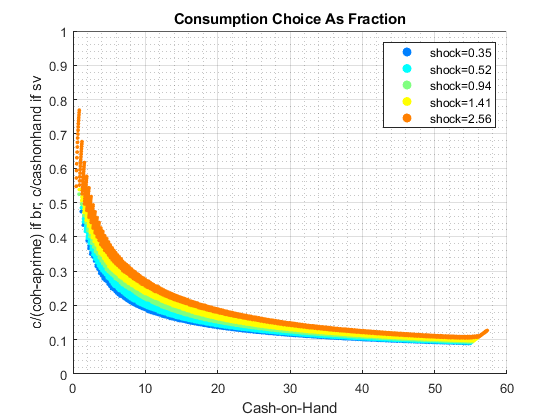 Consumption Choice As Fraction
c/(coh-aprime) if br, c/cashonhand if sv
1
0.9
0.8
0.7
0.6
0.5
0.4
0.3
0.2
0.1
0
shock=0.35
shock=0.52
shock=0.94
shock=1.41
shock=2.56
0 10 20 30 40 50 60
Cash-on-Hand